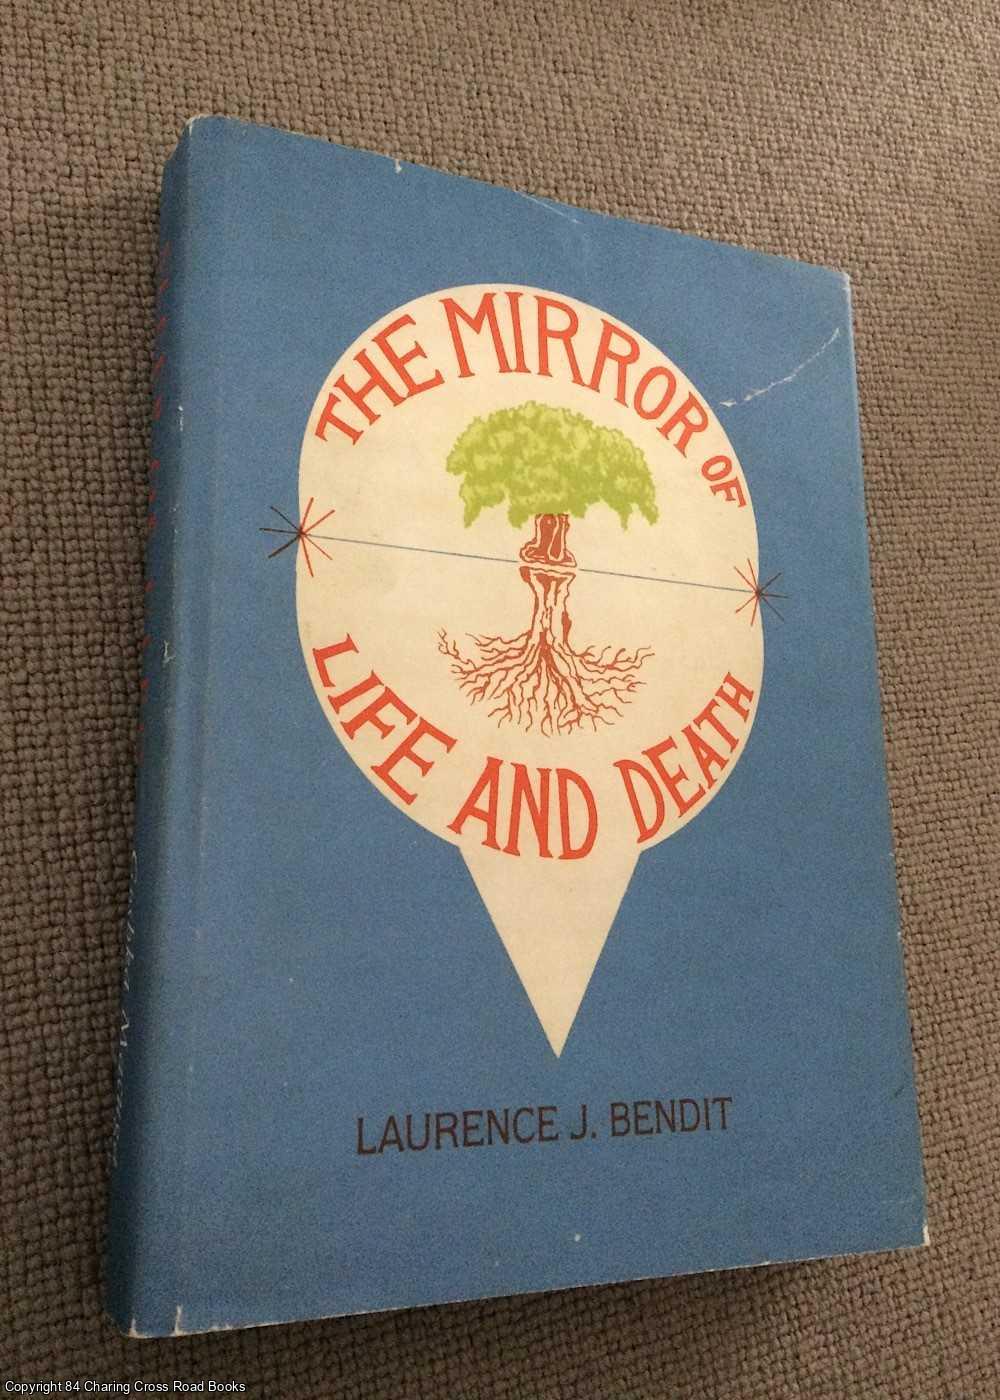 THE MIRROR OF
LIFE AND DEATH
LAURENCE J. BENDIT
Copyright 84 Charing Cross Road Books